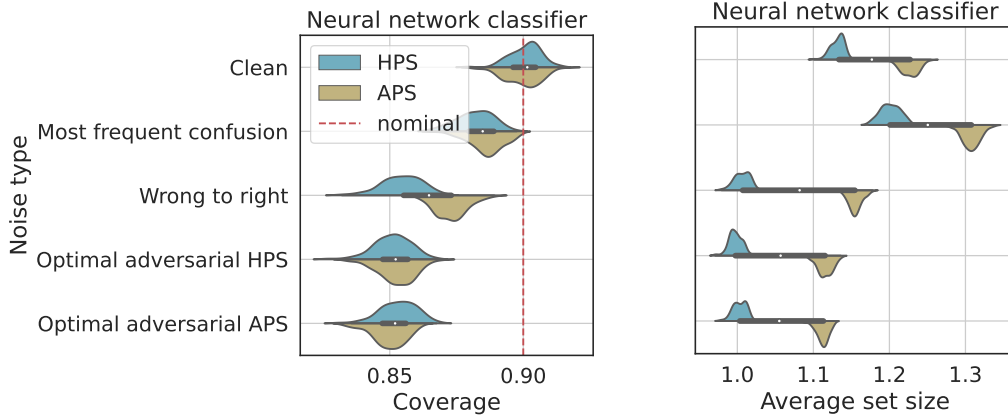 Neural network classifier
Neural network classifier
HPS
APS
nominal
Noise type
Clean
Most frequent confusion
Wrong to right
Optimal adversarial HPS
Optimal adversarial APS
0.85 0.90
Coverage
1.0 1.1 1.2 1.3
Average set size